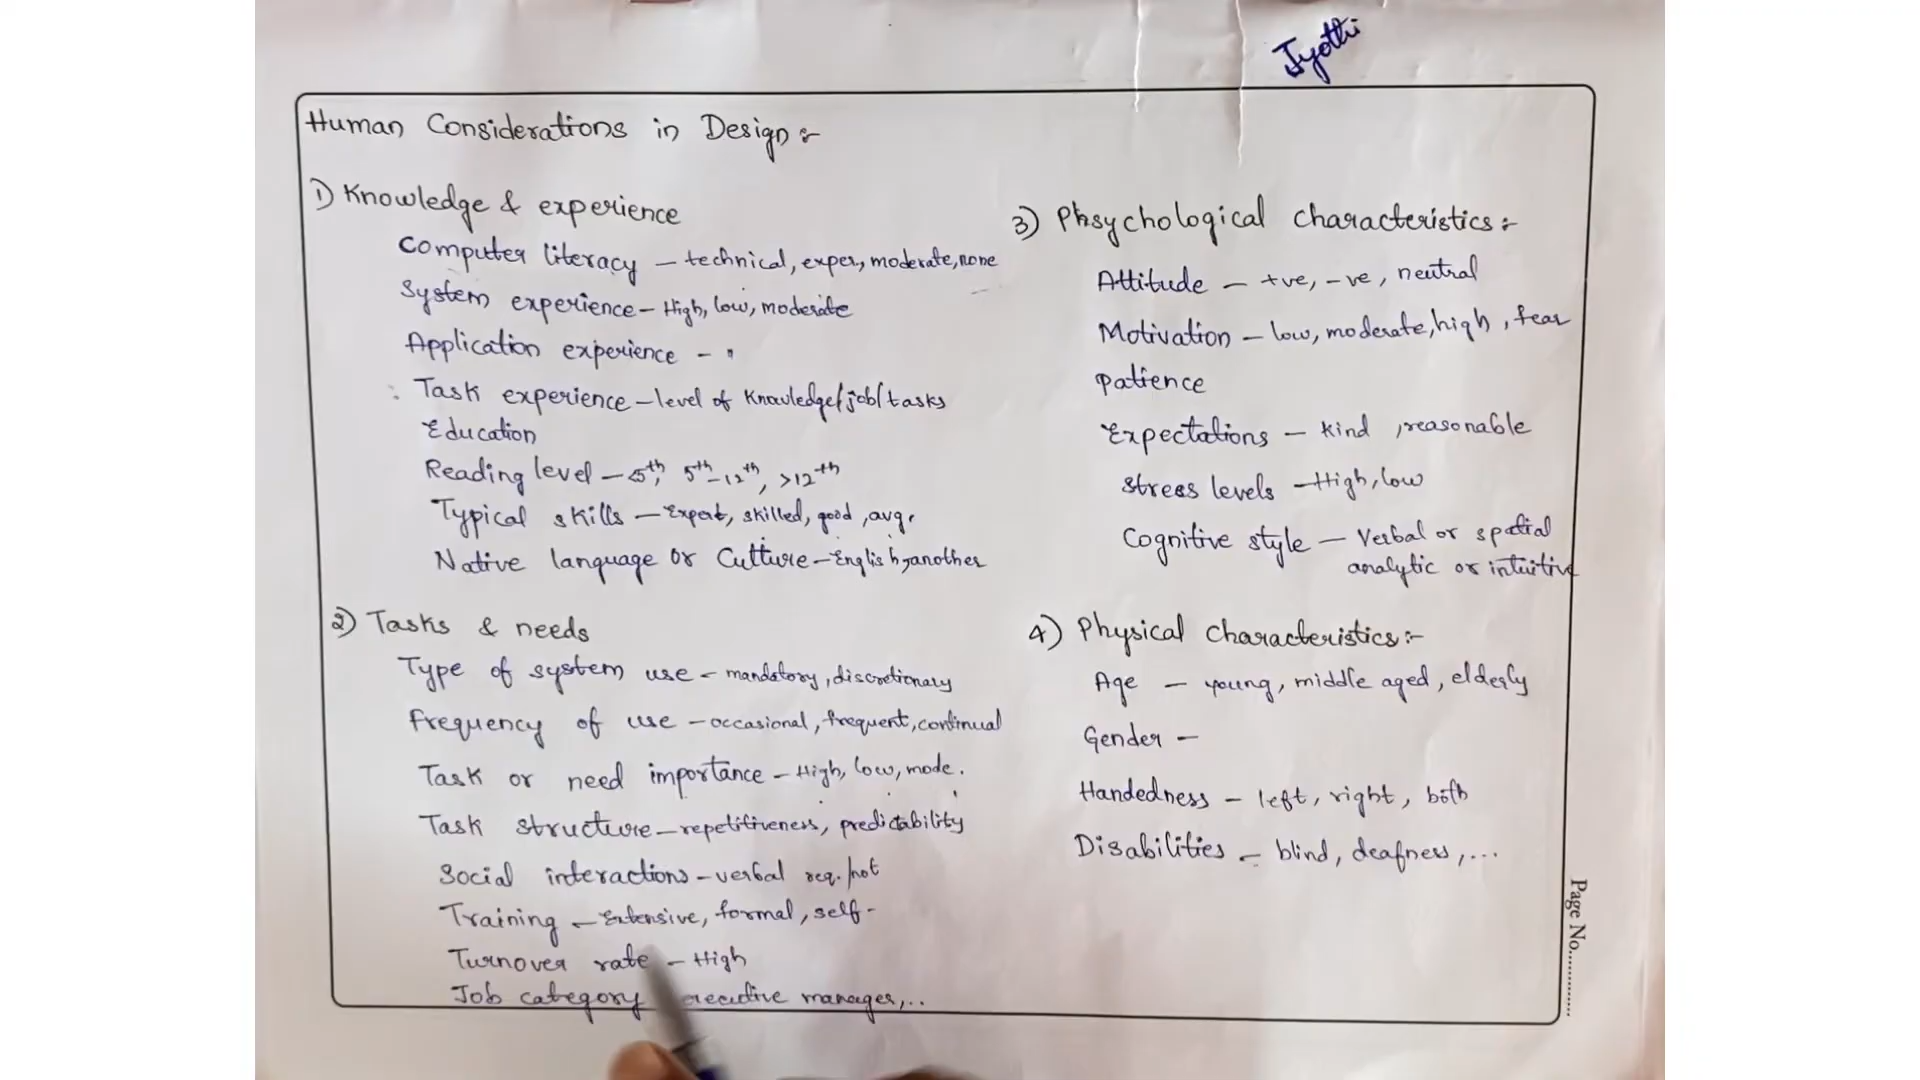 Jyothi
Human Considerations in Design:-
1) Knowledge & experience
Computer literacy - technical, exper, moderate, none
System experience - High, low, moderate
Application experience - "
Task experience - level of Knowledge/job/tasks
Education
Reading level - <5th, 5th-12th, >12th
Typical skills - Expert, skilled, good, avg.
Native language or Culture - English, another
2) Tasks & needs
Type of system use - mandatory, discretionary
Frequency of use - occasional, frequent, continual
Task or need importance - High, low, mode.
Task structure - repetitiveness, predictability
Social interactions - verbal req./not
Training - Extensive, formal, self-
Turnover rate - High
Job category executive manager,..
3) Phsychological Characteristics:-
Attitude - +ve, -ve, neutral
Motivation - low, moderate, high, fear
patience
Expectations - Kind, reasonable
Stress levels - High, low
Cognitive style - Verbal or spatial
analytic or intuitive
4) Physical Characteristics:-
Age - young, middle aged, elderly
Gender -
Handedness - left, right, both
Disabilities - blind, deafness,...
Page No.............